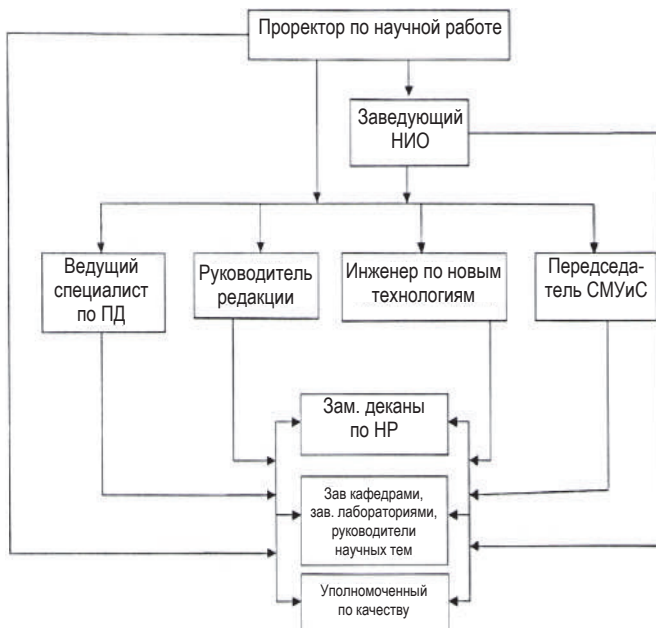 Проректор по научной работе
Заведующий
НИО
Ведущий
специалист
по ПД
Руководитель
редакции
Инженер по новым
технологиям
Передседа-
тель СМУиС
Зам. деканы
по НР
Зав кафедрами,
зав. лабораториями,
руководители
научных тем
Уполномоченный
по качеству